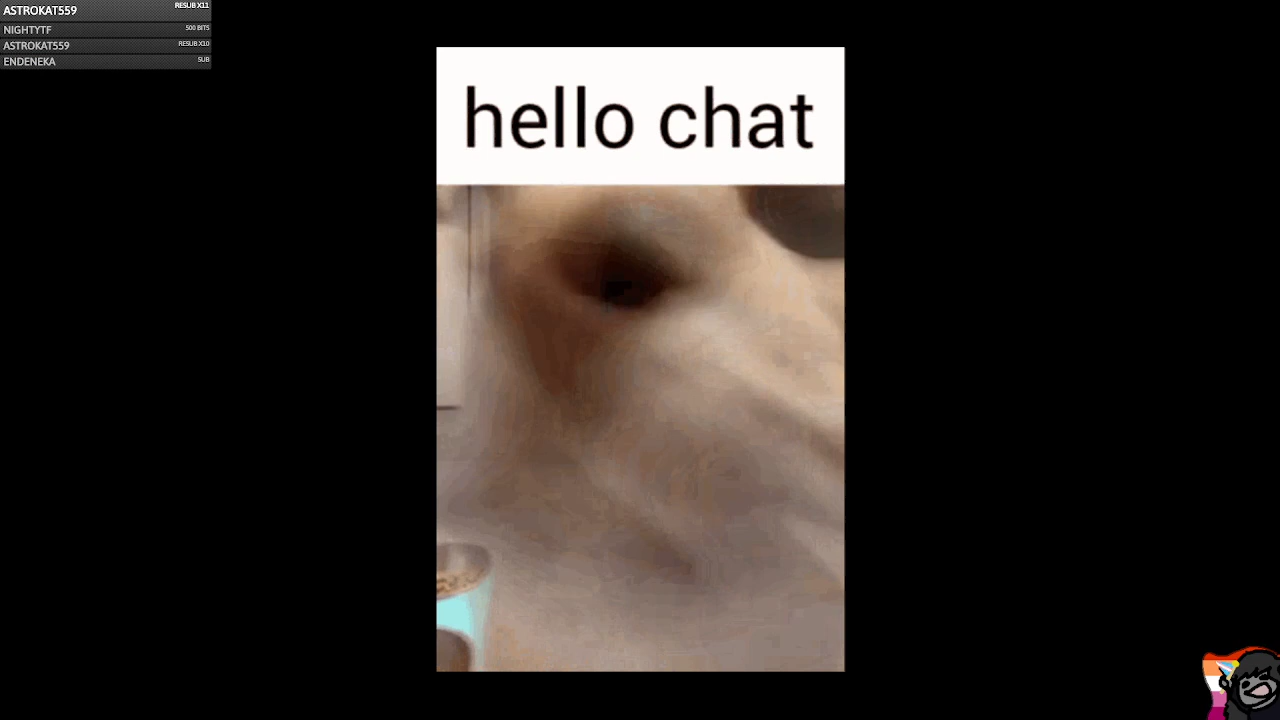 ASTROKAT559 RESUB X11
NIGHTYTF 500 BITS
ASTROKAT559 RESUB X10
ENDENEKA SUB
hello chat